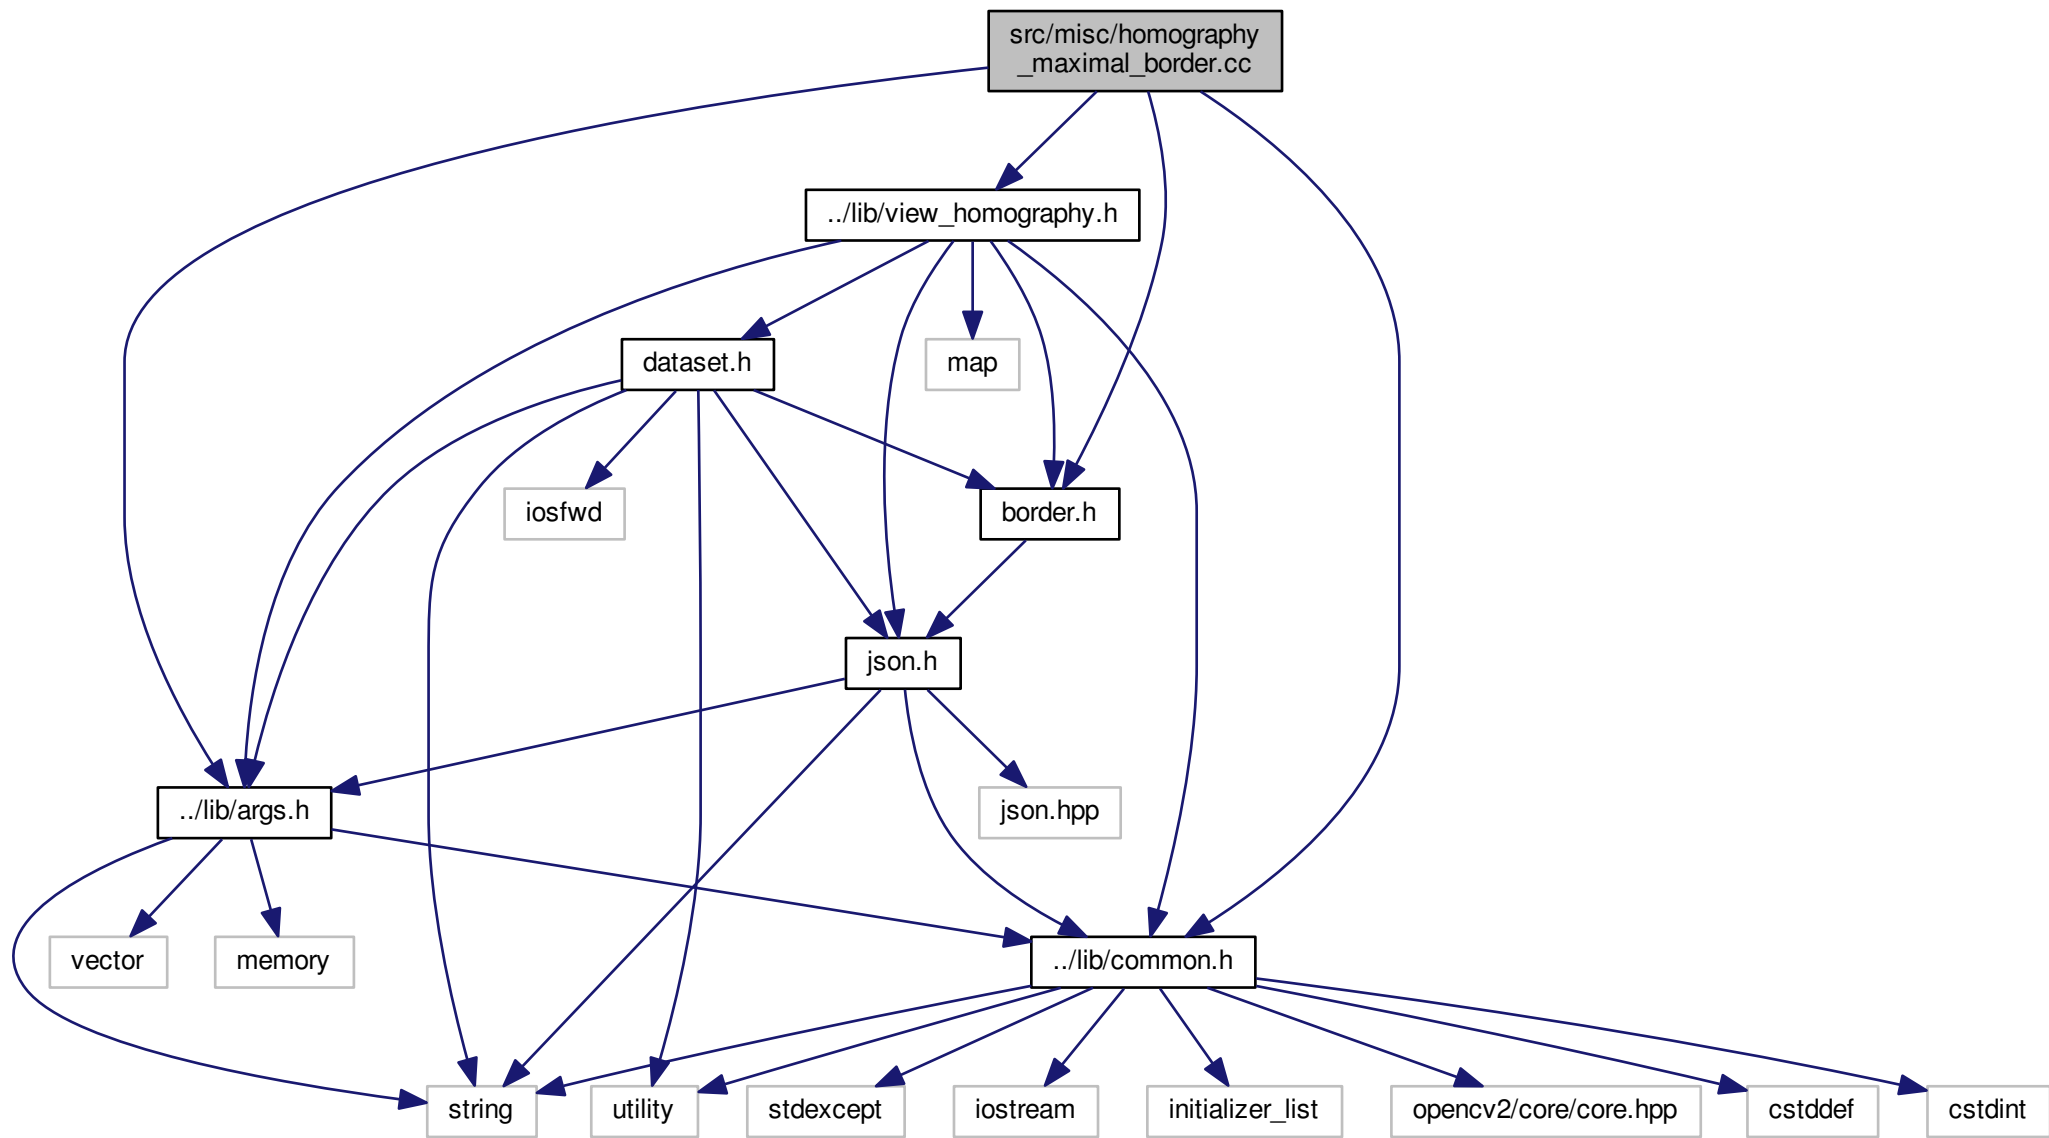 src/misc/homography
_maximal_border.cc
../lib/view_homography.h
dataset.h
map
iosfwd
border.h
json.h
../lib/args.h
json.hpp
vector
memory
../lib/common.h
string
utility
stdexcept
iostream
initializer_list
opencv2/core/core.hpp
cstddef
cstdint